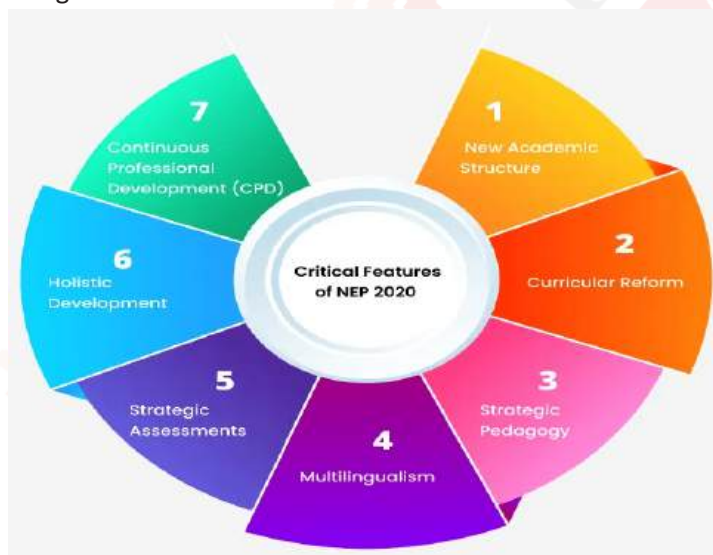 Critical Features
of NEP 2020
1
New Academic
Structure
2
Curricular Reform
3
Strategic
Pedagogy
4
Multilingualism
5
Strategic
Assessments
6
Holistic
Development
7
Continuous
Professional
Development (CPD)